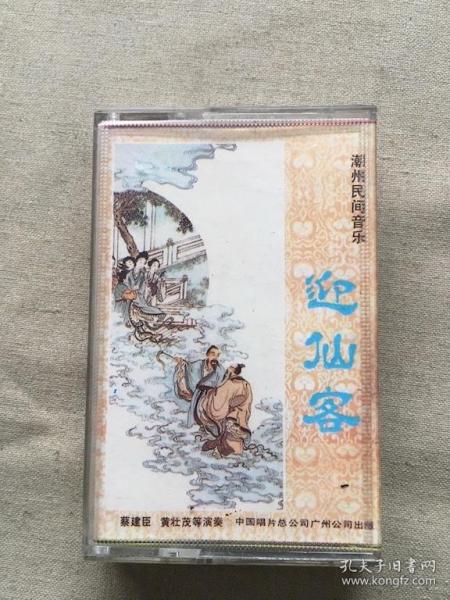 潮州民间音乐
迎仙客
蔡建臣 黄壮茂等演奏 中国唱片总公司广州公司出版
孔夫子旧书网
www.kongfz.com